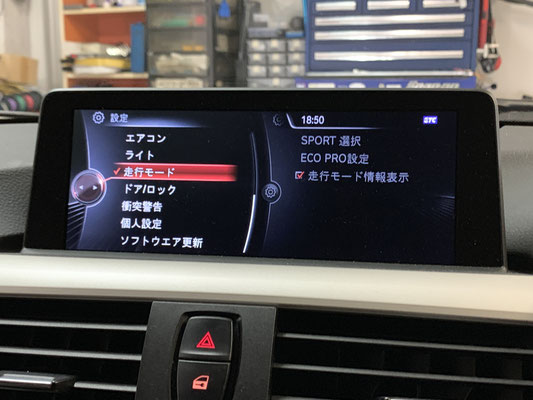 設定
18:50
ETC
エアコン
ライト
走行モード
ドア/ロック
衝突警告
個人設定
ソフトウエア更新
SPORT 選択
ECO PRO設定
走行モード情報表示